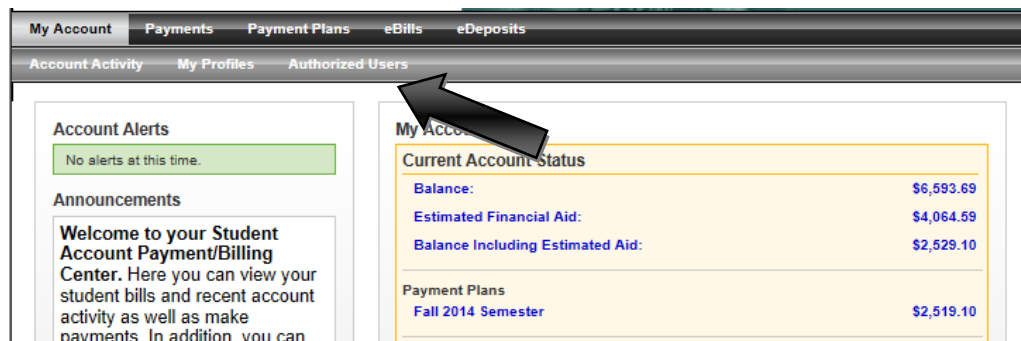 My Account Payments Payment Plans eBills eDeposits
Account Activity My Profiles Authorized Users
Account Alerts
No alerts at this time.
Announcements
Welcome to your Student
Account Payment/Billing
Center. Here you can view your
student bills and recent account
activity as well as make
payments. In addition, you can
My
Current Account Status
Balance: $6,593.69
Estimated Financial Aid: $4,064.59
Balance Including Estimated Aid: $2,529.10
Payment Plans
Fall 2014 Semester $2,519.10